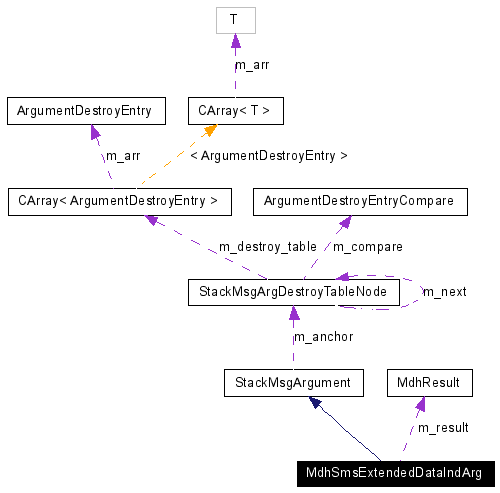 T
m_arr
ArgumentDestroyEntry
CArray< T >
m_arr
< ArgumentDestroyEntry >
CArray< ArgumentDestroyEntry >
ArgumentDestroyEntryCompare
m_destroy_table
m_compare
StackMsgArgDestroyTableNode
m_next
m_anchor
StackMsgArgument
MdhResult
m_result
MdhSmsExtendedDataIndArg